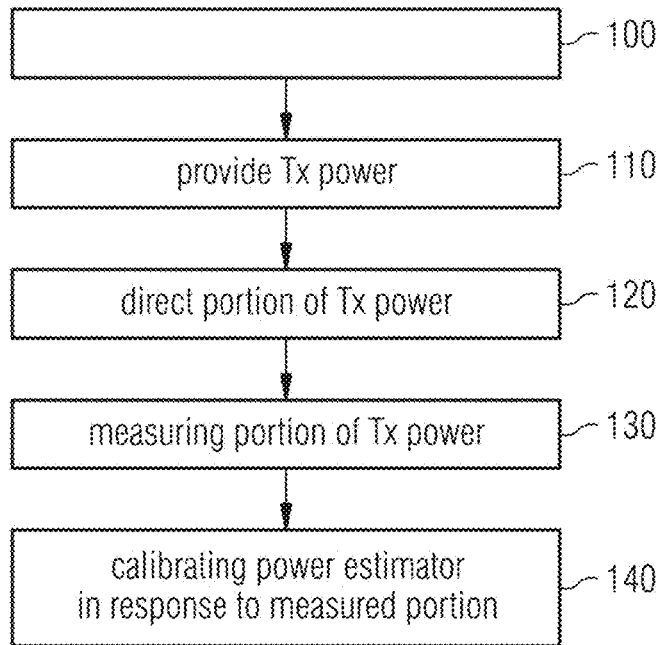 100
provide Tx power
110
direct portion of Tx power
120
measuring portion of Tx power
130
calibrating power estimator
in response to measured portion
140